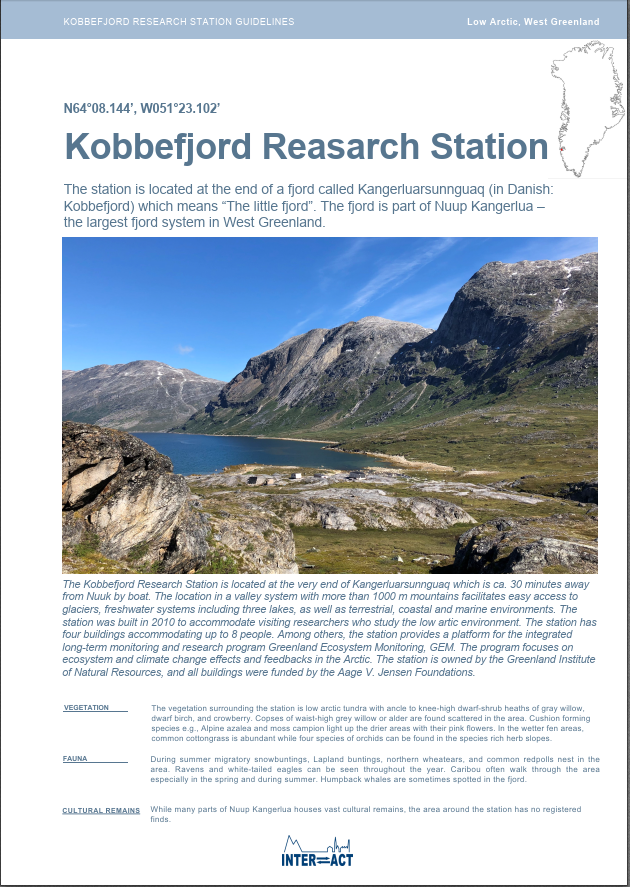 KOBBEFJORD RESEARCH STATION GUIDELINES
Low Arctic, West Greenland
N64°08.144’, W051°23.102’
Kobbefjord Reasarch Station
The station is located at the end of a fjord called Kangerluarsunnguaq (in Danish:
Kobbefjord) which means “The little fjord”. The fjord is part of Nuup Kangerlua –
the largest fjord system in West Greenland.
The Kobbefjord Research Station is located at the very end of Kangerluarsunnguaq which is ca. 30 minutes away
from Nuuk by boat. The location in a valley system with more than 1000 m mountains facilitates easy access to
glaciers, freshwater systems including three lakes, as well as terrestrial, coastal and marine environments. The
station was built in 2010 to accommodate visiting researchers who study the low artic environment. The station has
four buildings accommodating up to 8 people. Among others, the station provides a platform for the integrated
long-term monitoring and research program Greenland Ecosystem Monitoring, GEM. The program focuses on
ecosystem and climate change effects and feedbacks in the Arctic. The station is owned by the Greenland Institute
of Natural Resources, and all buildings were funded by the Aage V. Jensen Foundations.
VEGETATION
The vegetation surrounding the station is low arctic tundra with ancle to knee-high dwarf-shrub heaths of gray willow,
dwarf birch, and crowberry. Copses of waist-high grey willow or alder are found scattered in the area. Cushion forming
species e.g., Alpine azalea and moss campion light up the drier areas with their pink flowers. In the wetter fen areas,
common cottongrass is abundant while four species of orchids can be found in the species rich herb slopes.
FAUNA
During summer migratory snowbuntings, Lapland buntings, northern wheatears, and common redpolls nest in the
area. Ravens and white-tailed eagles can be seen throughout the year. Caribou often walk through the area
especially in the spring and during summer. Humpback whales are sometimes spotted in the fjord.
CULTURAL REMAINS
While many parts of Nuup Kangerlua houses vast cultural remains, the area around the station has no registered
finds.
INTERACT